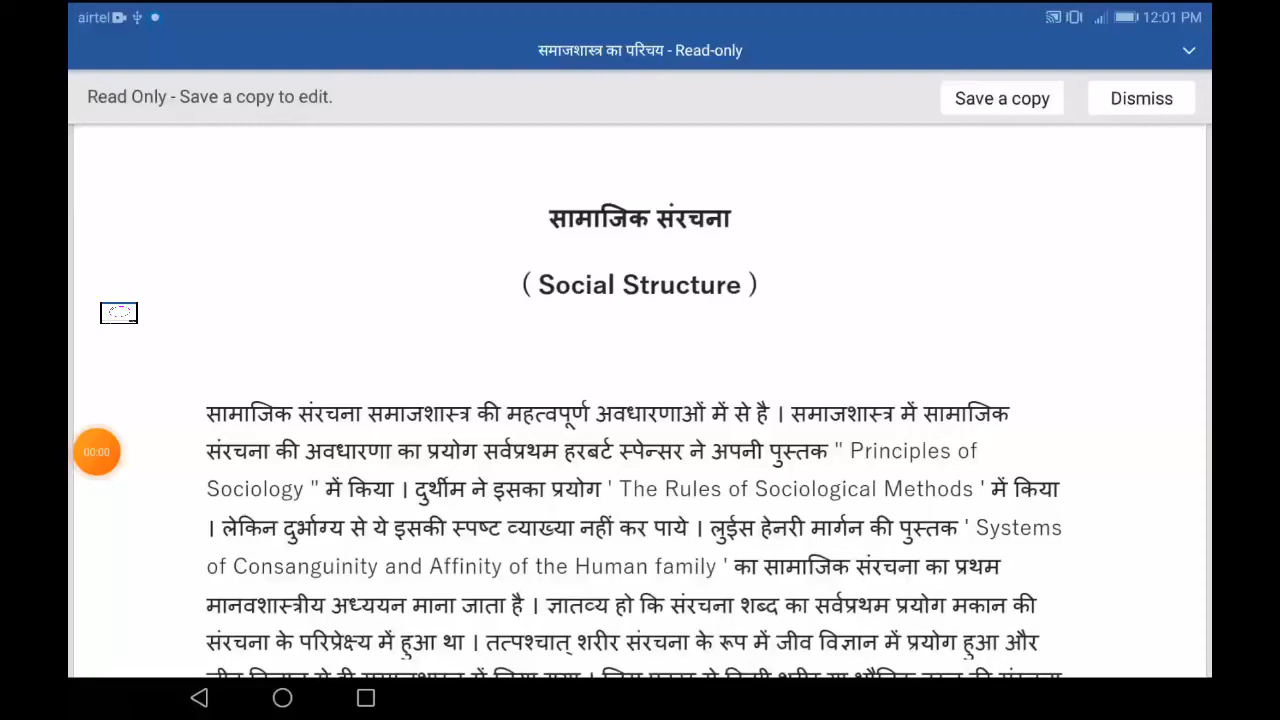 airtel
12:01 PM
समाजशास्त्र का परिचय - Read-only
Read Only - Save a copy to edit.
Save a copy
Dismiss
सामाजिक संरचना
( Social Structure )
00:00
सामाजिक संरचना समाजशास्त्र की महत्वपूर्ण अवधारणाओं में से है । समाजशास्त्र में सामाजिक
संरचना की अवधारणा का प्रयोग सर्वप्रथम हरबर्ट स्पेन्सर ने अपनी पुस्तक " Principles of
Sociology " में किया । दुर्थीम ने इसका प्रयोग ' The Rules of Sociological Methods ' में किया
। लेकिन दुर्भाग्य से ये इसकी स्पष्ट व्याख्या नहीं कर पाये । लुईस हेनरी मार्गन की पुस्तक ' Systems
of Consanguinity and Affinity of the Human family ' का सामाजिक संरचना का प्रथम
मानवशास्त्रीय अध्ययन माना जाता है । ज्ञातव्य हो कि संरचना शब्द का सर्वप्रथम प्रयोग मकान की
संरचना के परिप्रेक्ष्य में हुआ था । तत्पश्चात् शरीर संरचना के रूप में जीव विज्ञान में प्रयोग हुआ और